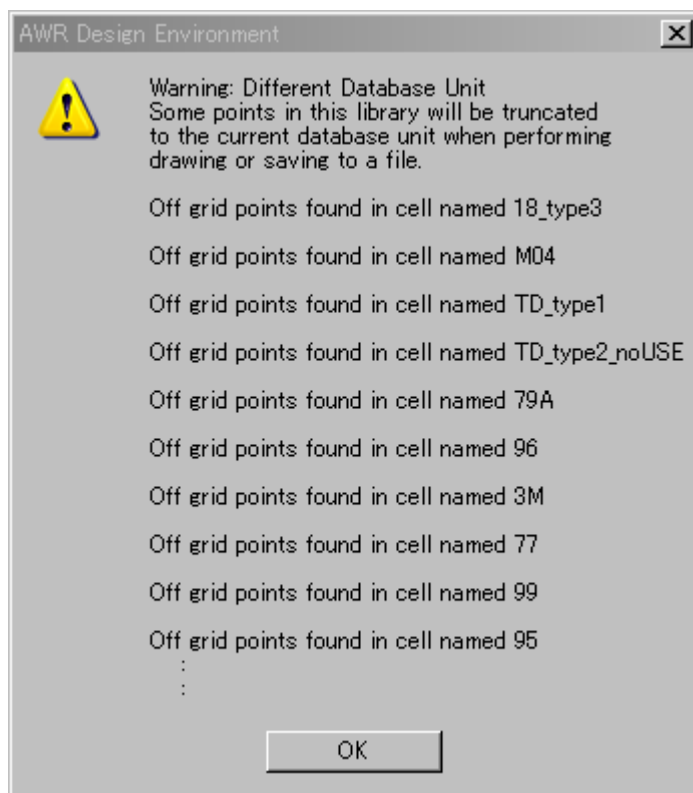 AWR Design Environment
Warning: Different Database Unit
Some points in this library will be truncated
to the current database unit when performing
drawing or saving to a file.
Off grid points found in cell named 18_type3
Off grid points found in cell named M04
Off grid points found in cell named TD_type1
Off grid points found in cell named TD_type2_noUSE
Off grid points found in cell named 79A
Off grid points found in cell named 96
Off grid points found in cell named 3M
Off grid points found in cell named 77
Off grid points found in cell named 99
Off grid points found in cell named 95
:
:
OK